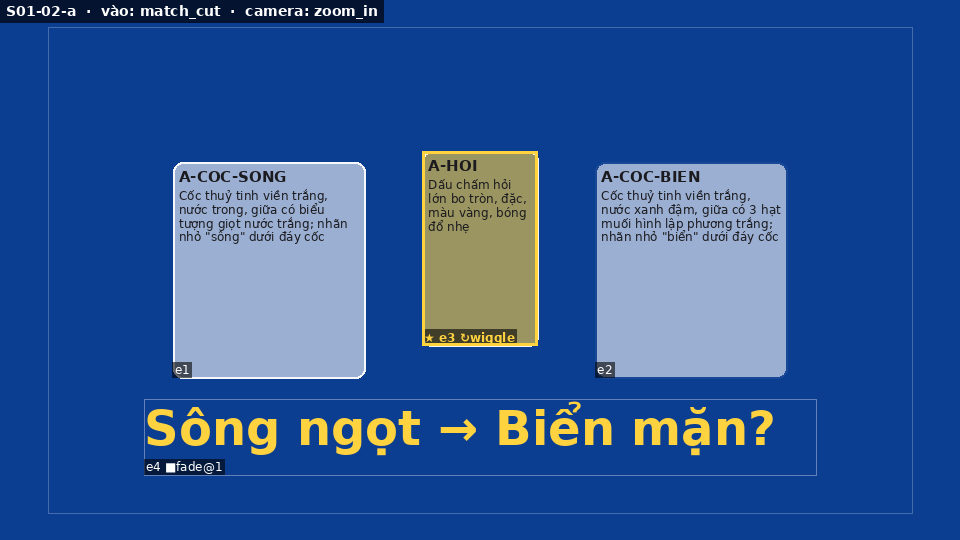 S01-02-a · vào: match_cut · camera: zoom_in
A-COC-SONG
Cốc thuỷ tinh viền trắng,
nước trong, giữa có biểu
tượng giọt nước trắng; nhãn
nhỏ "sông" dưới đáy cốc
e1
A-HOI
Dấu chấm hỏi
lớn bo tròn, đặc,
màu vàng, bóng
đổ nhẹ
★ e3 ↻wiggle
A-COC-BIEN
Cốc thuỷ tinh viền trắng,
nước xanh đậm, giữa có 3 hạt
muối hình lập phương trắng;
nhãn nhỏ "biển" dưới đáy cốc
e2
Sông ngọt → Biển mặn?
e4 ■fade@1